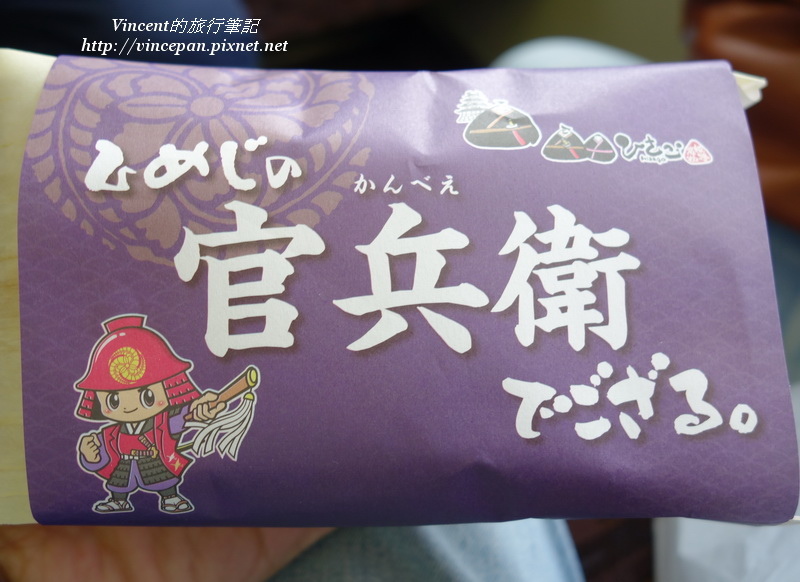 Vincent的旅行筆記
http://vincepan.pixnet.net
ひめじの
かんべえ
官兵衛
でござる。